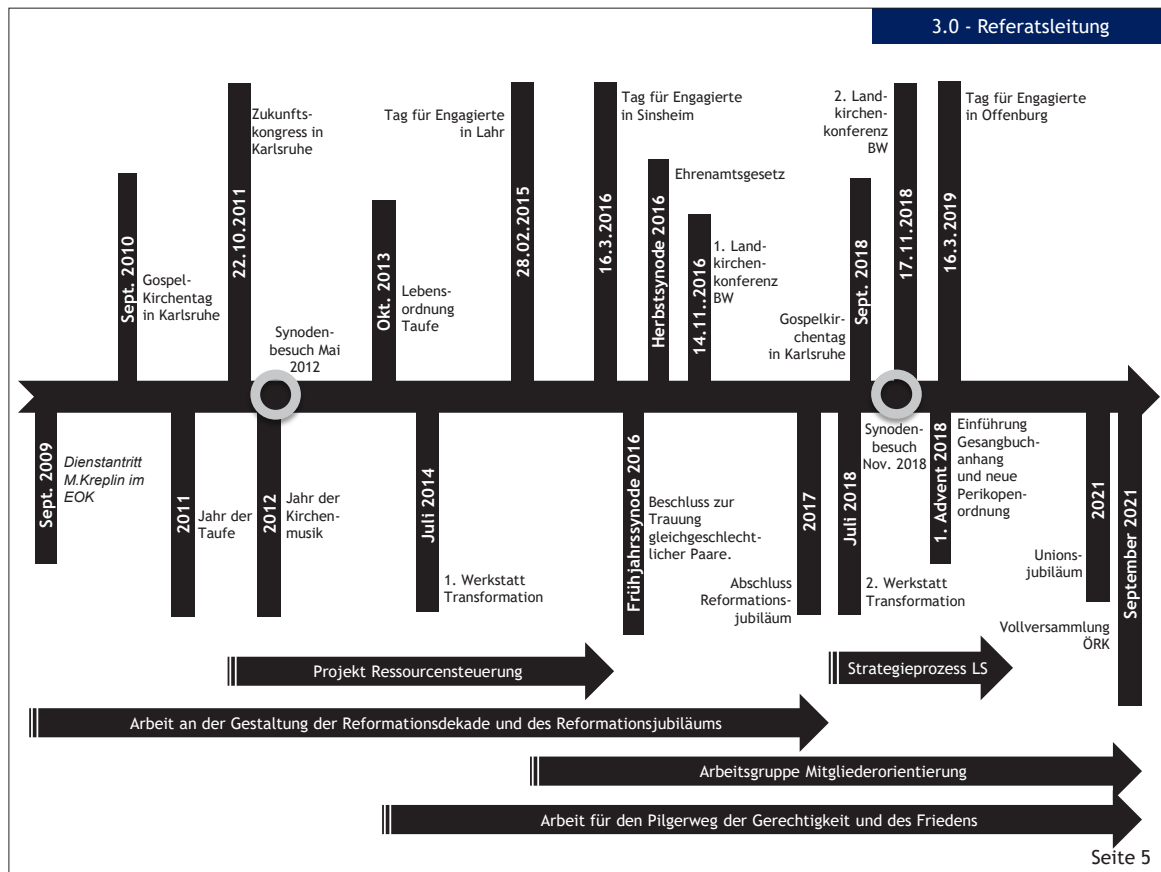 3.0 - Referatsleitung
Sept. 2010
Gospel-
Kirchentag
in Karlsruhe
22.10.2011
Zukunfts-
kongress in
Karlsruhe
Synoden-
besuch Mai
2012
Okt. 2013
Lebens-
ordnung
Taufe
Tag für Engagierte
in Lahr
28.02.2015
16.3.2016
Tag für Engagierte
in Sinsheim
Herbstsynode 2016
Ehrenamtsgesetz
14.11..2016
1. Land-
kirchen-
konferenz
BW
Gospelkir-
chentag
in Karlsruhe
Sept. 2018
2. Land-
kirchen-
konferenz
BW
17.11.2018
16.3.2019
Tag für Engagierte
in Offenburg
Sept. 2009
Dienstantritt
M.Kreplin im
EOK
2011
Jahr der
Taufe
2012
Jahr der
Kirchen-
musik
Juli 2014
1. Werkstatt
Transformation
Frühjahrssynode 2016
Beschluss zur
Trauung
gleichgeschlecht-
licher Paare.
2017
Abschluss
Reformations-
jubiläum
Juli 2018
2. Werkstatt
Transformation
Synoden-
besuch
Nov. 2018
1. Advent 2018
Einführung
Gesangbuch-
anhang
und neue
Perikopen-
ordnung
2021
Unions-
jubiläum
September 2021
Vollversammlung
ÖRK
Projekt Ressourcensteuerung
Strategieprozess LS
Arbeit an der Gestaltung der Reformationsdekade und des Reformationsjubiläums
Arbeitsgruppe Mitgliederorientierung
Arbeit für den Pilgerweg der Gerechtigkeit und des Friedens
Seite 5